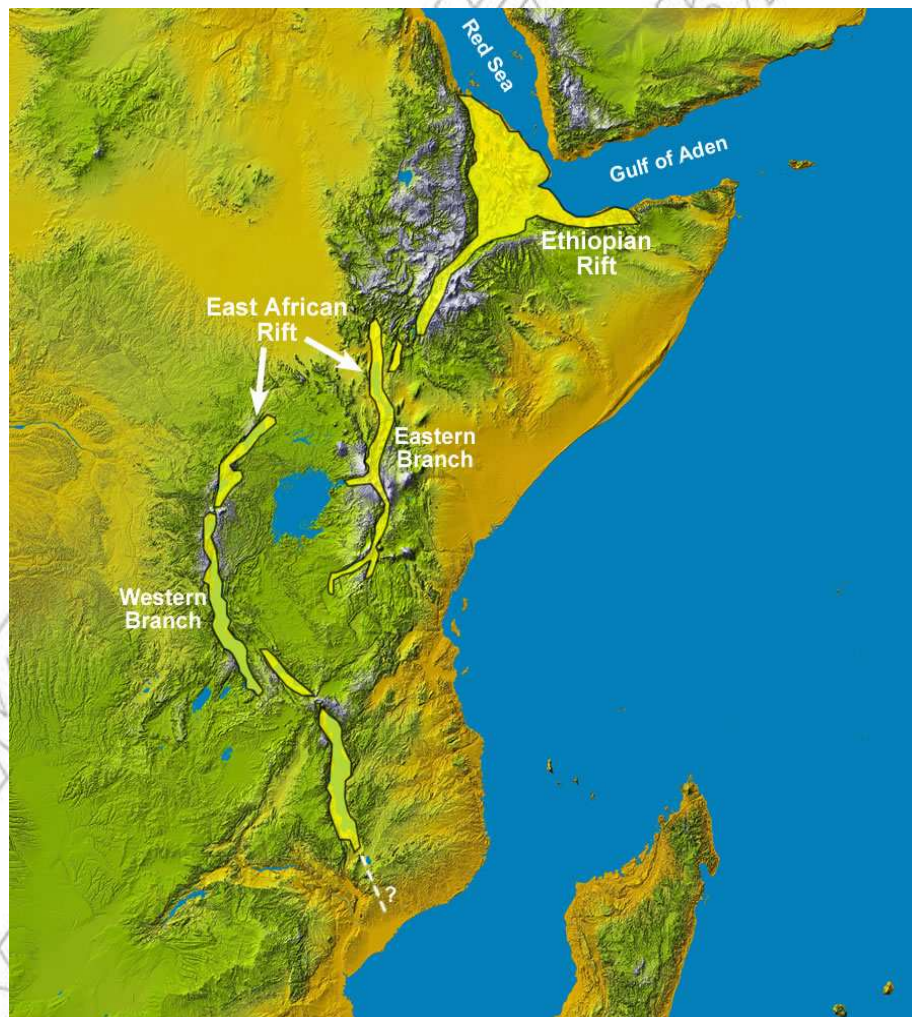 Red Sea
Gulf of Aden
Ethiopian
Rift
East African
Rift
Eastern
Branch
Western
Branch
?